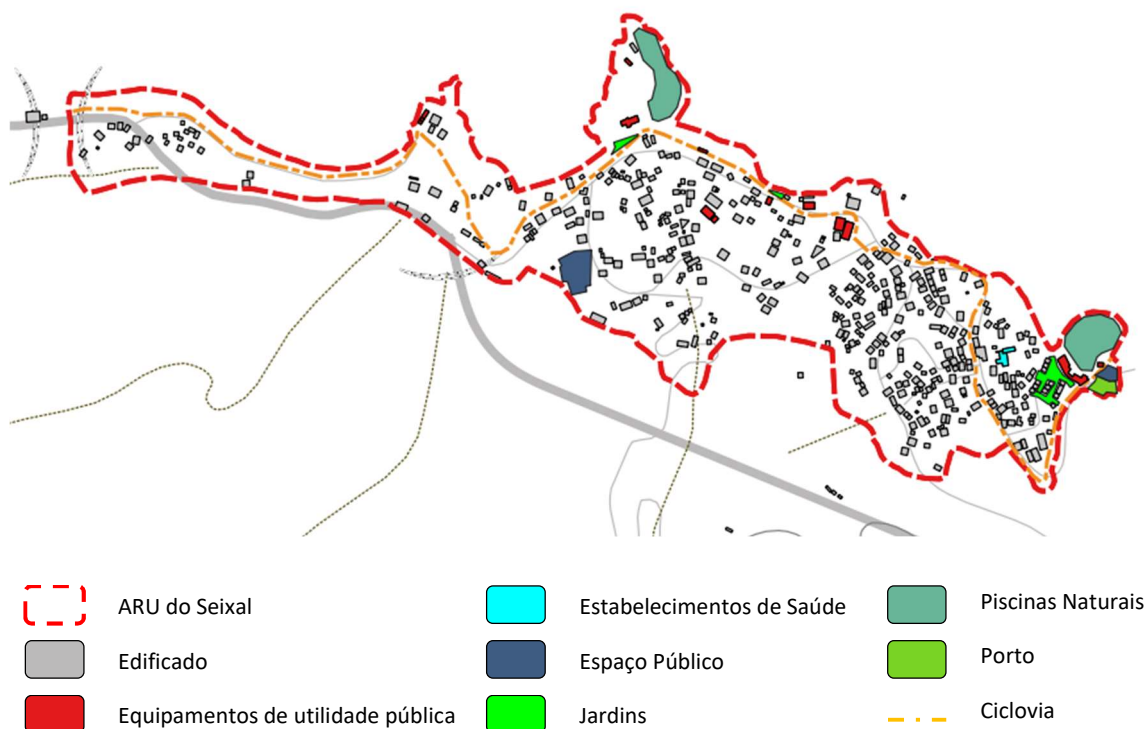 ARU do Seixal
Estabelecimentos de Saúde
Piscinas Naturais
Edificado
Espaço Público
Porto
Equipamentos de utilidade pública
Jardins
Ciclovia